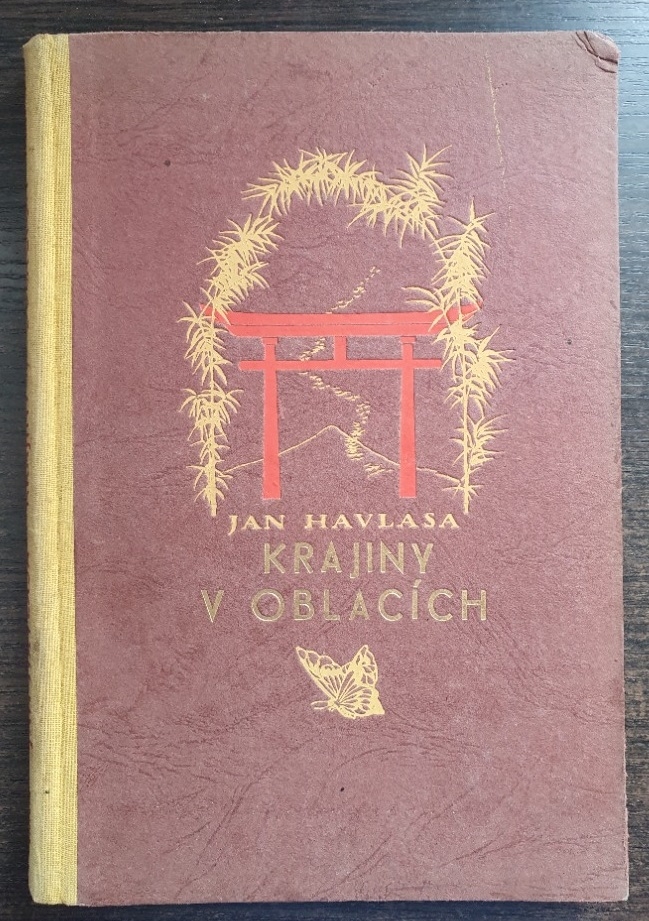 JAN HAVLASA
KRAJINY
V OBLACÍCH